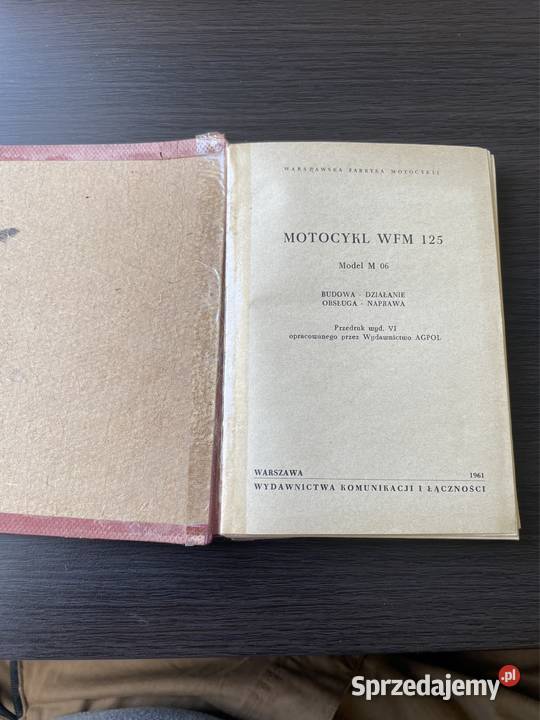 WARSZAWSKA FABRYKA MOTOCYKLI
MOTOCYKL WFM 125
Model M 06
BUDOWA - DZIAŁANIE
OBSŁUGA - NAPRAWA
Przedruk wyd. VI
opracowanego przez Wydawnictwo AGPOL
WARSZAWA 1961
WYDAWNICTWA KOMUNIKACJI I ŁĄCZNOŚCI
Sprzedajemy.pl